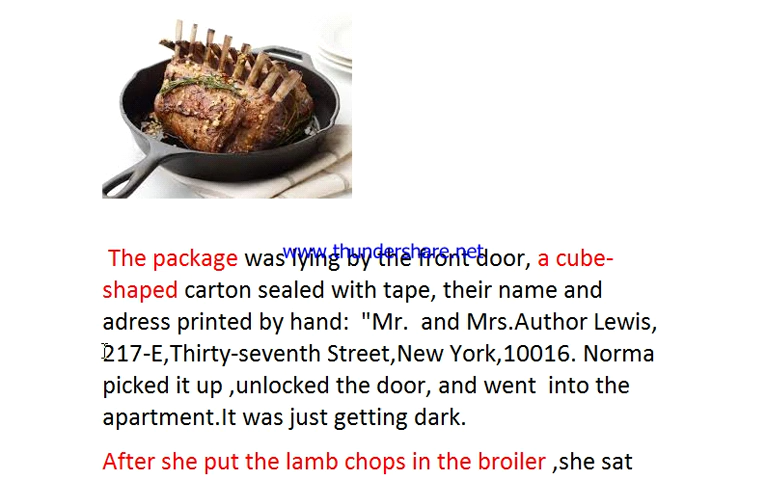 www.thundershare.net
The package was lying by the front door, a cube-
shaped carton sealed with tape, their name and
adress printed by hand:  "Mr.  and Mrs.Author Lewis,
217-E,Thirty-seventh Street,New York,10016. Norma
picked it up ,unlocked the door, and went  into the
apartment.It was just getting dark.
After she put the lamb chops in the broiler ,she sat